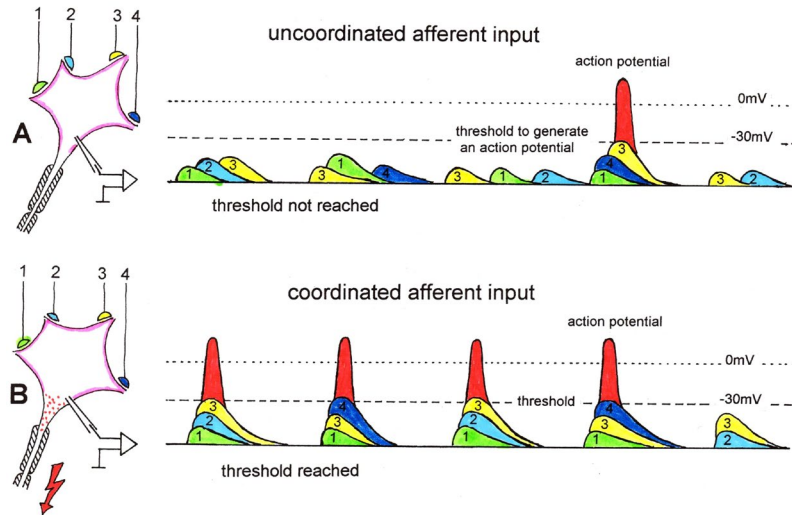 1 2 3 4
uncoordinated afferent input
action potential
0mV
threshold to generate
an action potential
-30mV
A
1 2 3
3 1 4
3 1 2
1 4 3
3 2
threshold not reached
1 2 3 4
coordinated afferent input
action potential
0mV
threshold
-30mV
B
1 2 3
1 3 4
1 2 3
1 3 4
2 3
threshold reached